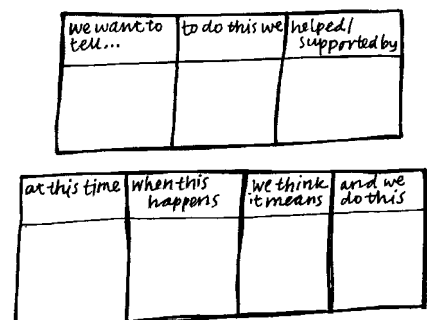 we want to tell...
to do this we
helped/ supported by
at this time
when this happens
we think it means
and we do this